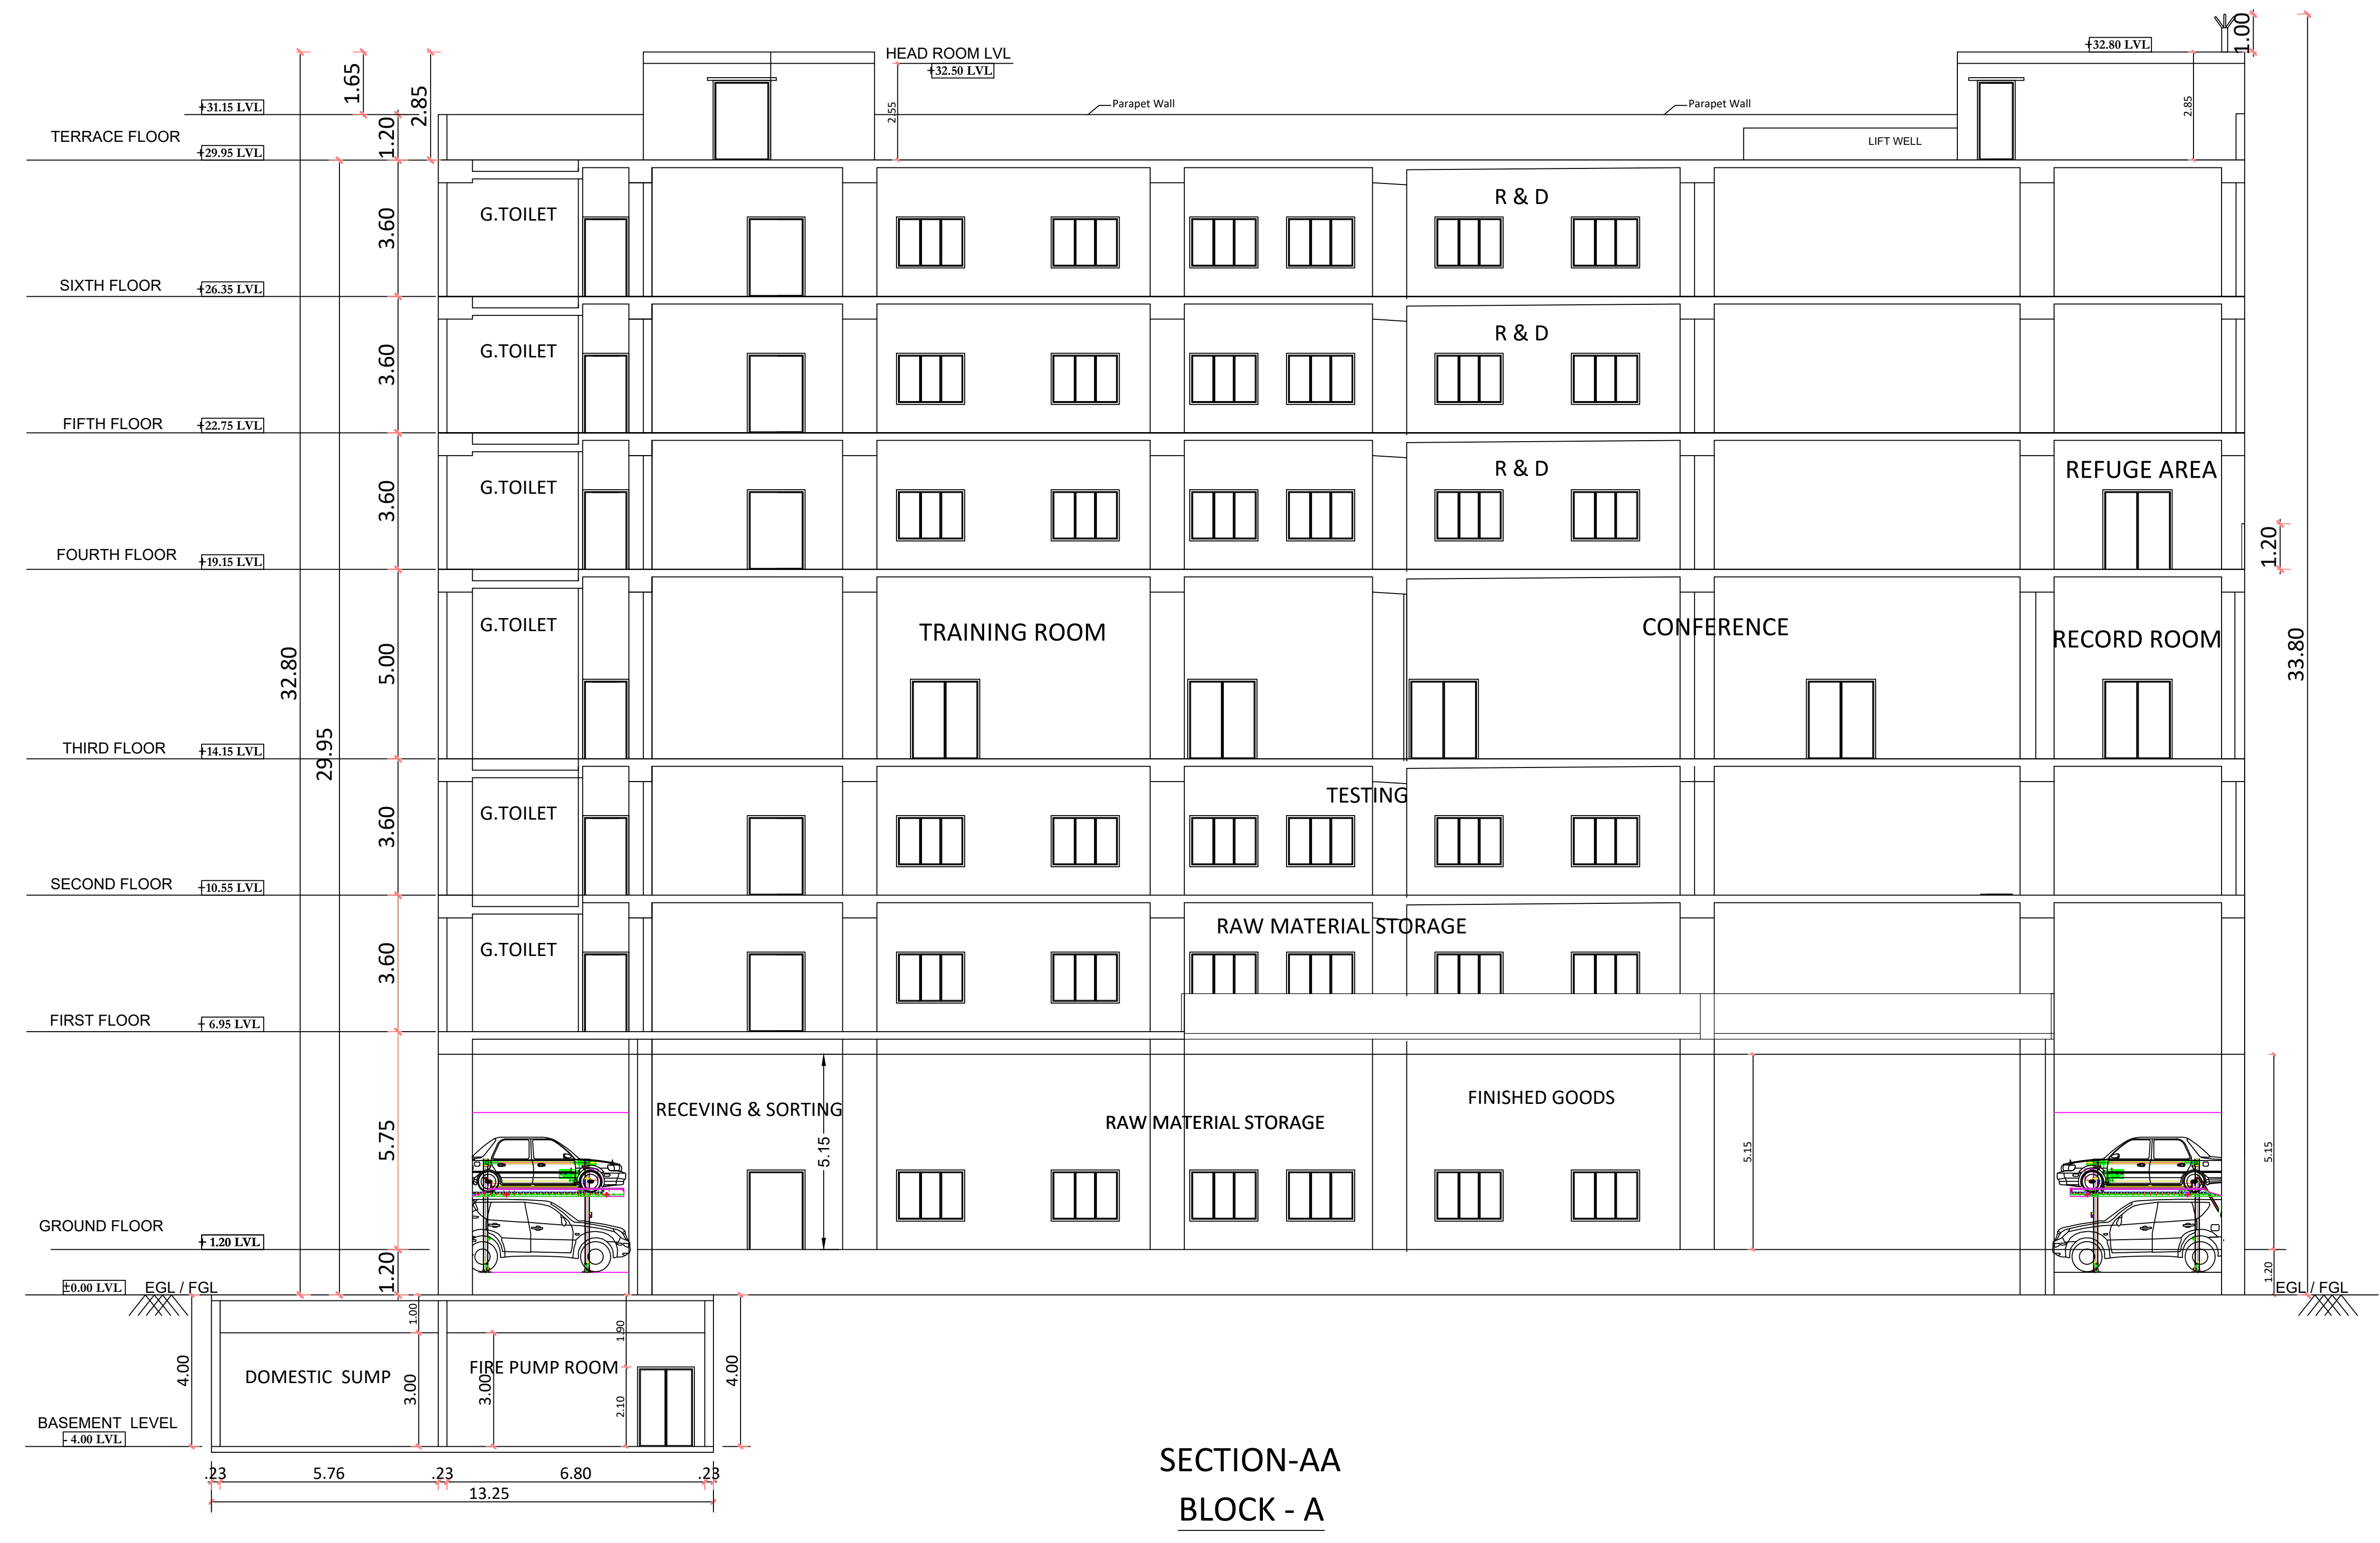 1.00
+32.80 LVL
HEAD ROOM LVL
+32.50 LVL
1.65
2.85
+31.15 LVL
2.55
Parapet Wall
Parapet Wall
2.85
TERRACE FLOOR
1.20
LIFT WELL
+29.95 LVL
G.TOILET
R & D
3.60
SIXTH FLOOR
+26.35 LVL
G.TOILET
R & D
3.60
FIFTH FLOOR
+22.75 LVL
G.TOILET
R & D
REFUGE AREA
3.60
1.20
FOURTH FLOOR
+19.15 LVL
G.TOILET
TRAINING ROOM
CONFERENCE
RECORD ROOM
32.80
5.00
33.80
29.95
THIRD FLOOR
+14.15 LVL
G.TOILET
TESTING
3.60
SECOND FLOOR
+10.55 LVL
G.TOILET
RAW MATERIAL STORAGE
3.60
FIRST FLOOR
+ 6.95 LVL
RECEVING & SORTING
RAW MATERIAL STORAGE
FINISHED GOODS
5.75
5.15
5.15
5.15
GROUND FLOOR
+ 1.20 LVL
1.20
1.20
±0.00 LVL
EGL / FGL
EGL / FGL
1.00
1.90
4.00
DOMESTIC  SUMP
FIRE PUMP ROOM
4.00
3.00
3.00
2.10
BASEMENT  LEVEL
- 4.00 LVL
.23
5.76
.23
6.80
.23
13.25
SECTION-AA
BLOCK - A